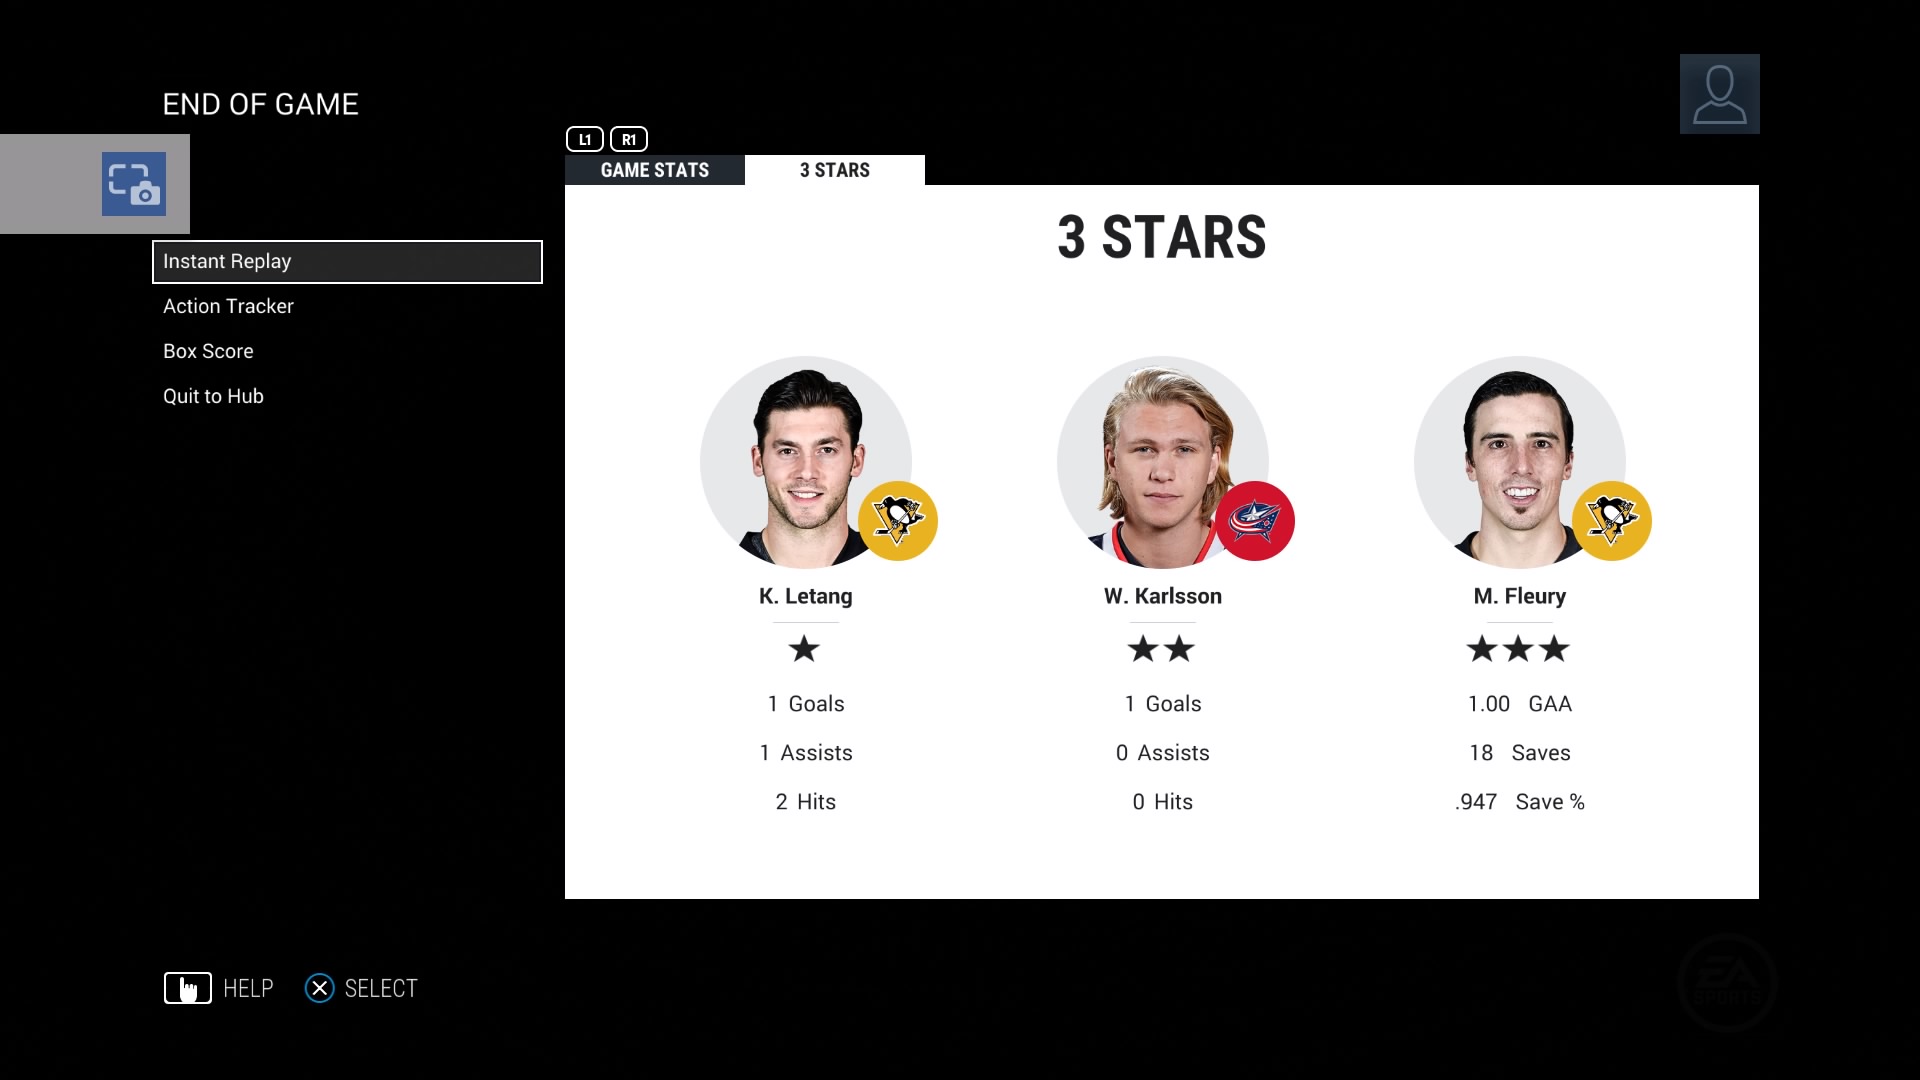 END OF GAME
L1 R1
GAME STATS 3 STARS
3 STARS
Instant Replay
Action Tracker
Box Score
Quit to Hub
K. Letang
1 Goals
1 Assists
2 Hits
W. Karlsson
1 Goals
0 Assists
0 Hits
M. Fleury
1.00 GAA
18 Saves
.947 Save %
HELP SELECT
EA
SPORTS